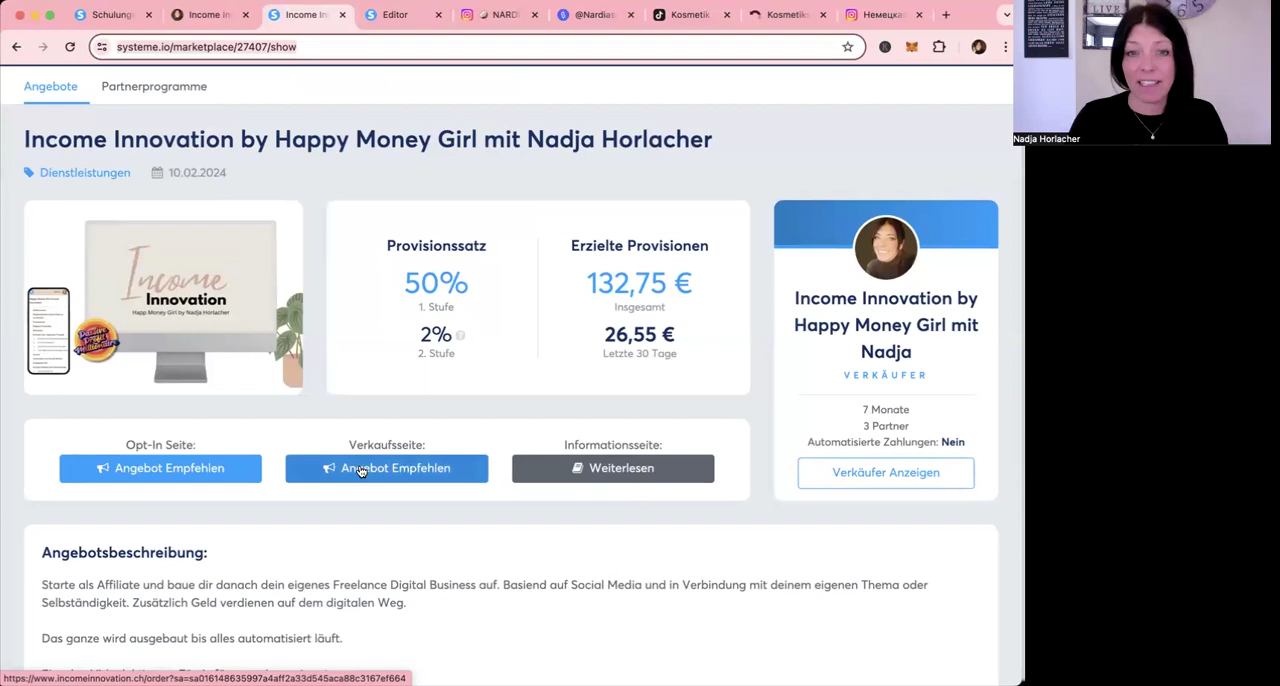 Schulung
Income In
Income In
Editor
NARDI
@Nardias
Kosmetik
Kosmetiks
Немецка
systeme.io/marketplace/27407/show
LIVE
Nadja Horlacher
Angebote
Partnerprogramme
Income Innovation by Happy Money Girl mit Nadja Horlacher
Dienstleistungen
10.02.2024
Income
Innovation
Happy Money Girl by Nadja Horlacher
Provisionssatz
50%
1. Stufe
2%
2. Stufe
Erzielte Provisionen
132,75 €
Insgesamt
26,55 €
Letzte 30 Tage
Income Innovation by
Happy Money Girl mit
Nadja
VERKÄUFER
7 Monate
3 Partner
Automatisierte Zahlungen: Nein
Verkäufer Anzeigen
Opt-In Seite:
Angebot Empfehlen
Verkaufsseite:
Angebot Empfehlen
Informationsseite:
Weiterlesen
Angebotsbeschreibung:
Starte als Affiliate und baue dir danach dein eigenes Freelance Digital Business auf. Basiend auf Social Media und in Verbindung mit deinem eigenen Thema oder
Selbständigkeit. Zusätzlich Geld verdienen auf dem digitalen Weg.
Das ganze wird ausgebaut bis alles automatisiert läuft.
https://www.incomeinnovation.ch/order?sa=sa016148635997a4aff2a33d545aca88c3167ef664